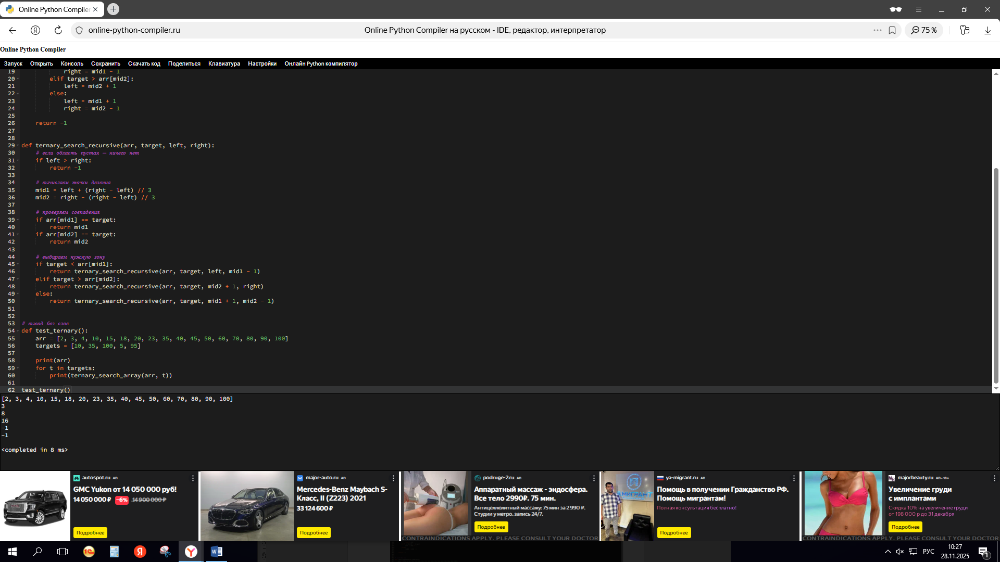 Online Python Compiler
Online Python Compiler на русском - IDE, редактор, интерпретатор
online-python-compiler.ru
75 %
Online Python Compiler
Запуск Открыть Консоль Сохранить Скачать код Поделиться Клавиатура Настройки Онлайн Python компилятор
19 right = mid1 - 1
20 elif target > arr[mid2]:
21 left = mid2 + 1
22 else:
23 left = mid1 + 1
24 right = mid2 - 1
25
26 return -1
27
28
29 def ternary_search_recursive(arr, target, left, right):
30 # если область пустая — ничего нет
31 if left > right:
32 return -1
33
34 # вычисляем точки деления
35 mid1 = left + (right - left) // 3
36 mid2 = right - (right - left) // 3
37
38 # проверяем совпадения
39 if arr[mid1] == target:
40 return mid1
41 if arr[mid2] == target:
42 return mid2
43
44 # выбираем нужную зону
45 if target < arr[mid1]:
46 return ternary_search_recursive(arr, target, left, mid1 - 1)
47 elif target > arr[mid2]:
48 return ternary_search_recursive(arr, target, mid2 + 1, right)
49 else:
50 return ternary_search_recursive(arr, target, mid1 + 1, mid2 - 1)
51
52
53 # вывод без слов
54 def test_ternary():
55 arr = [2, 3, 4, 10, 15, 18, 20, 23, 35, 40, 45, 50, 60, 70, 80, 90, 100]
56 targets = [10, 35, 100, 5, 95]
57
58 print(arr)
59 for t in targets:
60 print(ternary_search_array(arr, t))
61
62 test_ternary()
[2, 3, 4, 10, 15, 18, 20, 23, 35, 40, 45, 50, 60, 70, 80, 90, 100]
3
8
16
-1
-1
<completed in 8 ms>
autospot.ru AD
GMC Yukon от 14 050 000 руб!
14 050 000 ₽ -6% 14 900 000 ₽
Подробнее
major-auto.ru AD
Mercedes-Benz Maybach S-
Класс, II (Z223) 2021
33 124 600 ₽
Подробнее
podruge-2.ru AD
Аппаратный массаж - эндосфера.
Все тело 2990₽. 75 мин.
Антицеллюлитный массажу: 75 мин за 2 990 ₽.
Студии у метро, запись 24/7.
Подробнее
CONTRAINDICATIONS APPLY. PLEASE CONSULT YOUR DOCTOR
МИГРАНТ
ya-migrant.ru AD
Помощь в получении Гражданство РФ.
Помощь мигрантам!
Полная консультация бесплатно!
Подробнее
majorbeauty.ru AD • 18+
Увеличение груди
с имплантами
Скидка 10% на увеличение груди
от 198 000 р до 31 декабря
Подробнее
CONTRAINDICATIONS APPLY. PLEASE CONSULT YOUR DOCTOR
РУС
10:27
28.11.2025
1